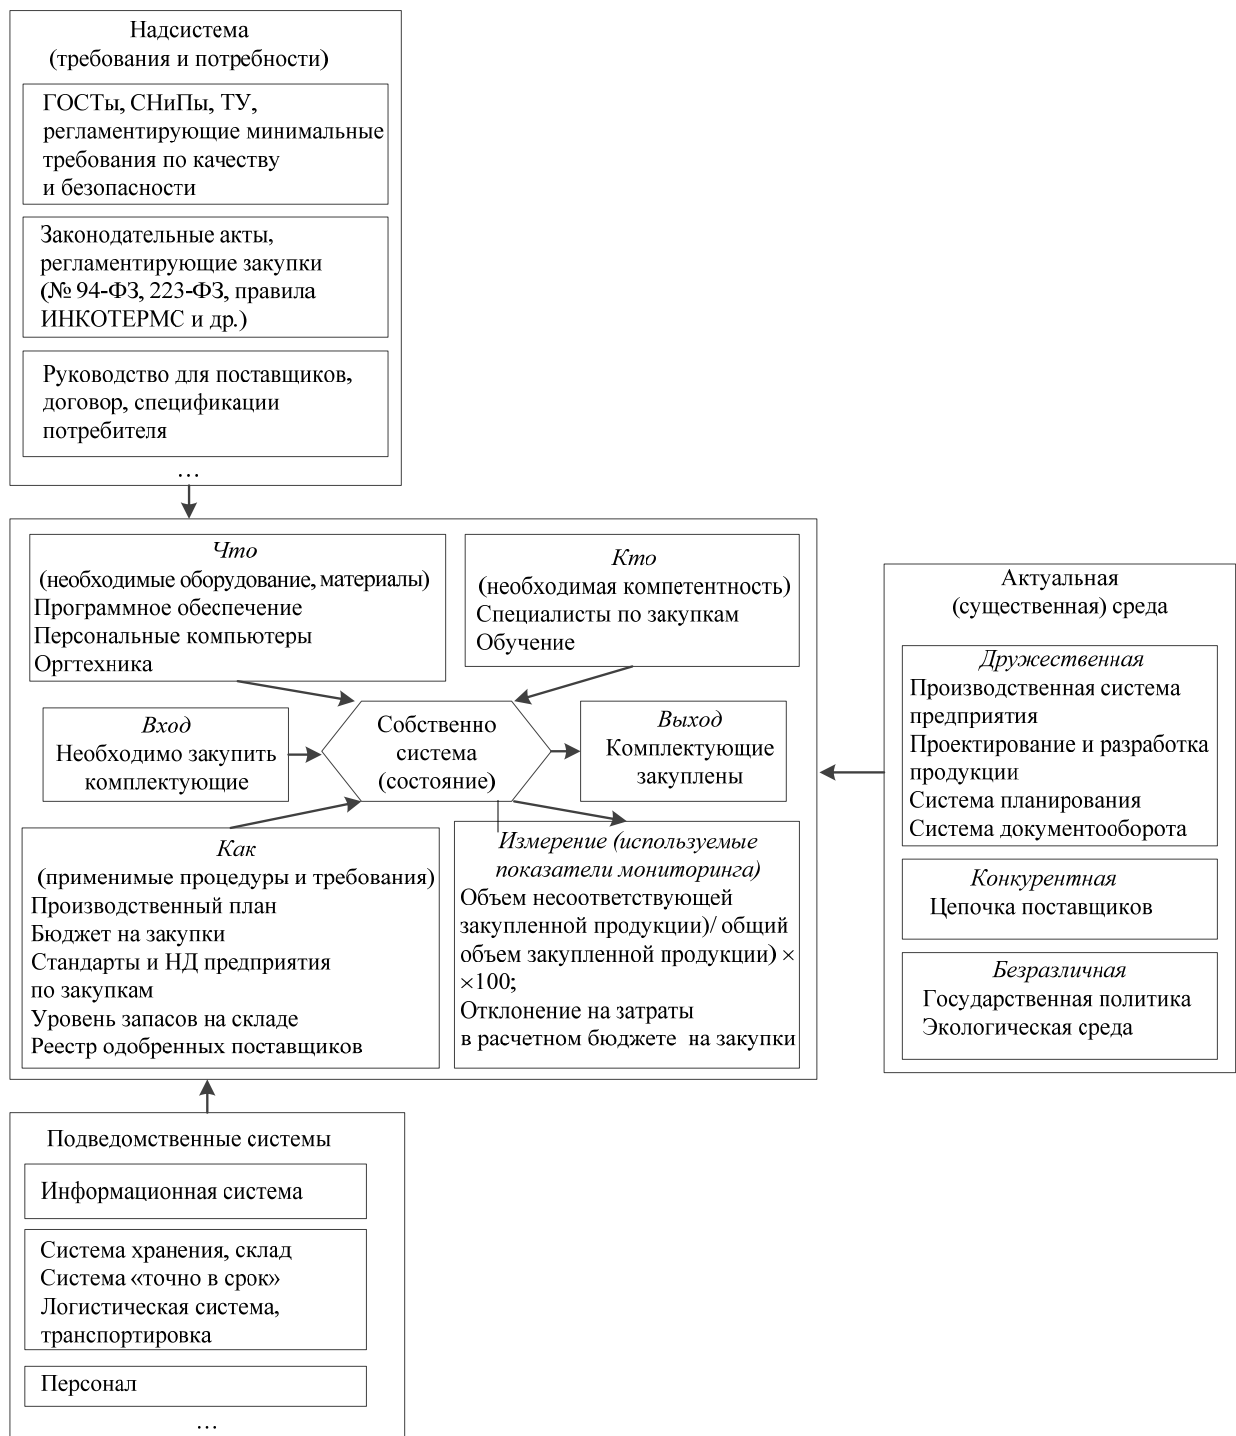 Надсистема
(требования и потребности)
ГОСТы, СНиПы, ТУ,
регламентирующие минимальные
требования по качеству
и безопасности
Законодательные акты,
регламентирующие закупки
(№ 94-ФЗ, 223-ФЗ, правила
ИНКОТЕРМС и др.)
Руководство для поставщиков,
договор, спецификации
потребителя
…
Что
(необходимые оборудование, материалы)
Программное обеспечение
Персональные компьютеры
Оргтехника
Кто
(необходимая компетентность)
Специалисты по закупкам
Обучение
Вход
Необходимо закупить
комплектующие
Собственно
система
(состояние)
Выход
Комплектующие
закуплены
Как
(применимые процедуры и требования)
Производственный план
Бюджет на закупки
Стандарты и НД предприятия
по закупкам
Уровень запасов на складе
Реестр одобренных поставщиков
Измерение (используемые
показатели мониторинга)
Объем несоответствующей
закупленной продукции)/ общий
объем закупленной продукции) ×
×100;
Отклонение на затраты
в расчетном бюджете на закупки
Актуальная
(существенная) среда
Дружественная
Производственная система
предприятия
Проектирование и разработка
продукции
Система планирования
Система документооборота
Конкурентная
Цепочка поставщиков
Безразличная
Государственная политика
Экологическая среда
Подведомственные системы
Информационная система
Система хранения, склад
Система «точно в срок»
Логистическая система,
транспортировка
Персонал
…